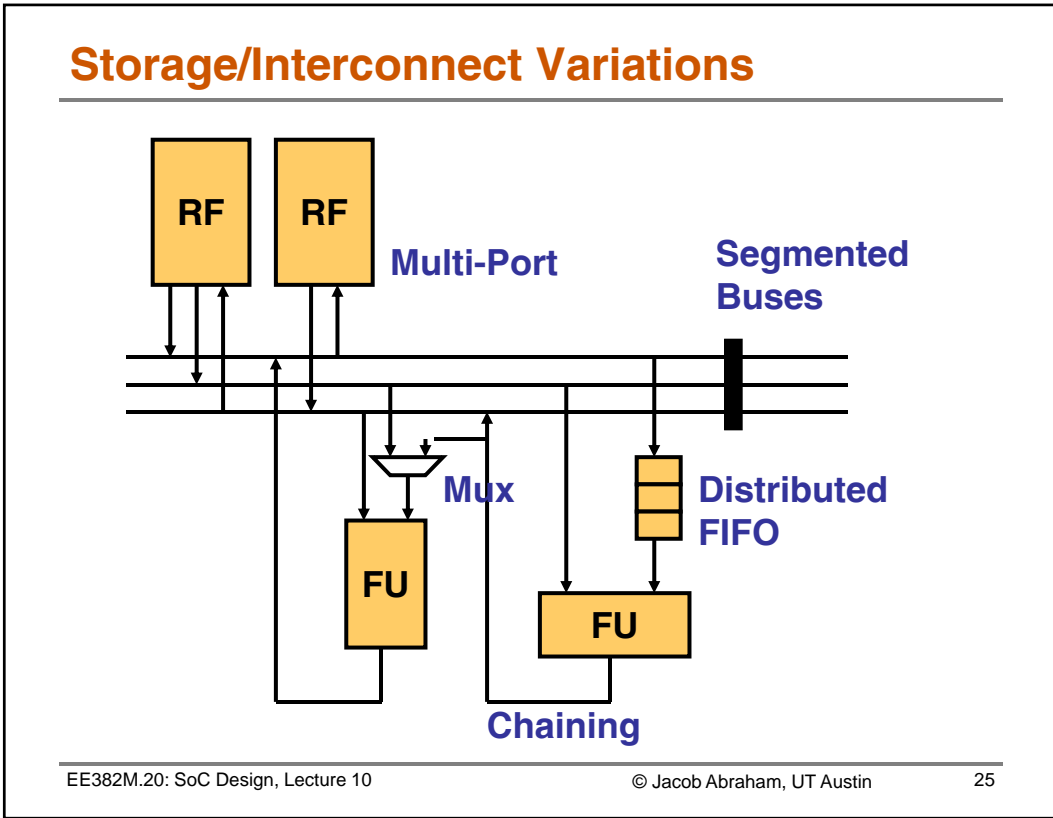 Storage/Interconnect Variations
RF
RF
Multi-Port
Segmented
Buses
Mux
Distributed
FIFO
FU
FU
Chaining
EE382M.20: SoC Design, Lecture 10
© Jacob Abraham, UT Austin
25